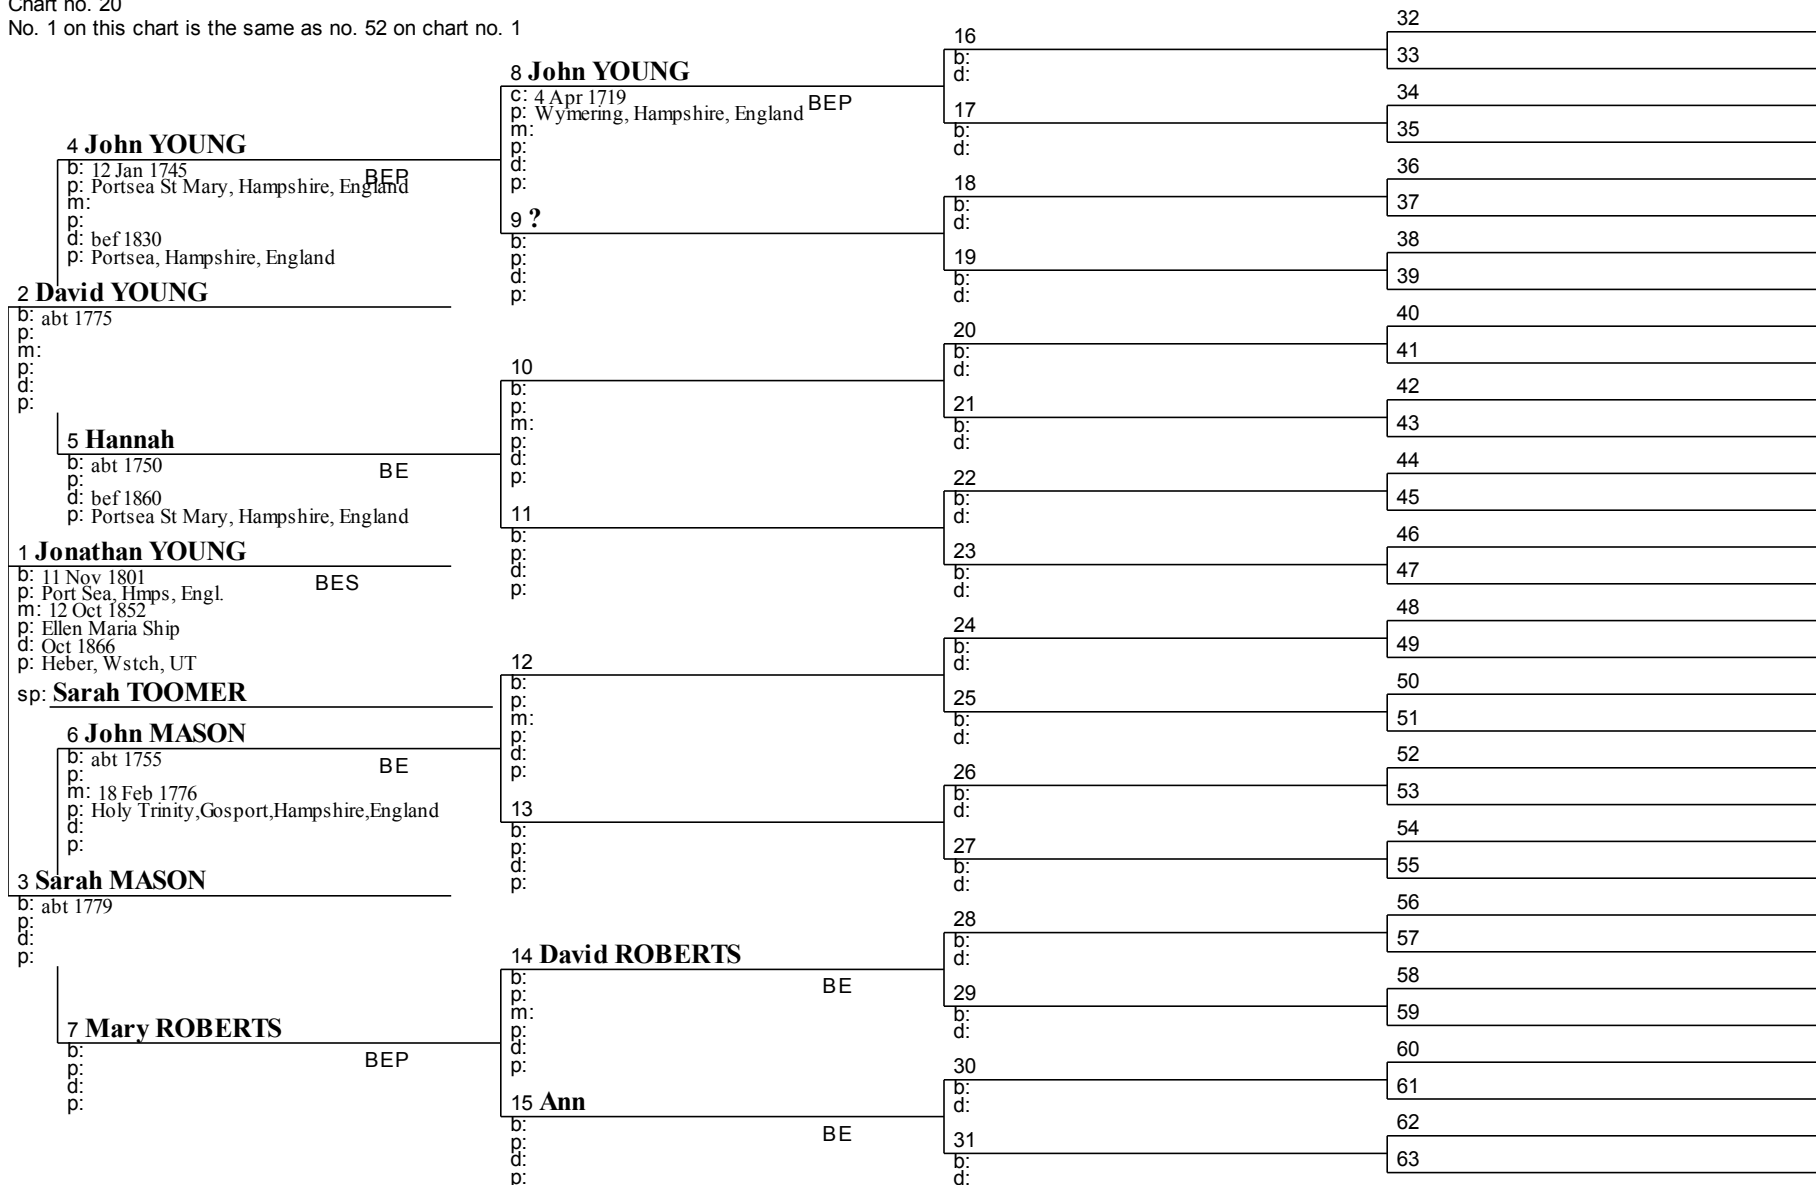 Chart no. 20
No. 1 on this chart is the same as no. 52 on chart no. 1
4 John YOUNG
b: 12 Jan 1745
BEP
p: Portsea St Mary, Hampshire, England
m:
p:
d: bef 1830
p: Portsea, Hampshire, England
2 David YOUNG
b: abt 1775
p:
m:
p:
d:
p:
5 Hannah
b: abt 1750
BE
p:
d: bef 1860
p: Portsea St Mary, Hampshire, England
1 Jonathan YOUNG
b: 11 Nov 1801
BES
p: Port Sea, Hmps, Engl.
m: 12 Oct 1852
p: Ellen Maria Ship
d: Oct 1866
p: Heber, Wstch, UT
sp: Sarah TOOMER
6 John MASON
b: abt 1755
BE
p:
m: 18 Feb 1776
p: Holy Trinity,Gosport,Hampshire,England
d:
p:
3 Sarah MASON
b: abt 1779
p:
d:
p:
7 Mary ROBERTS
BEP
b:
p:
d:
p:
8 John YOUNG
c: 4 Apr 1719
BEP
p: Wymering, Hampshire, England
m:
p:
d:
p:
9 ?
b:
p:
d:
p:
10
b:
p:
m:
p:
d:
p:
11
b:
p:
d:
p:
12
b:
p:
m:
p:
d:
p:
13
b:
p:
d:
p:
14 David ROBERTS
BE
b:
p:
m:
p:
d:
p:
15 Ann
BE
b:
p:
d:
p:
16
b:
d:
17
b:
d:
18
b:
d:
19
b:
d:
20
b:
d:
21
b:
d:
22
b:
d:
23
b:
d:
24
b:
d:
25
b:
d:
26
b:
d:
27
b:
d:
28
b:
d:
29
b:
d:
30
b:
d:
31
b:
d:
32
33
34
35
36
37
38
39
40
41
42
43
44
45
46
47
48
49
50
51
52
53
54
55
56
57
58
59
60
61
62
63